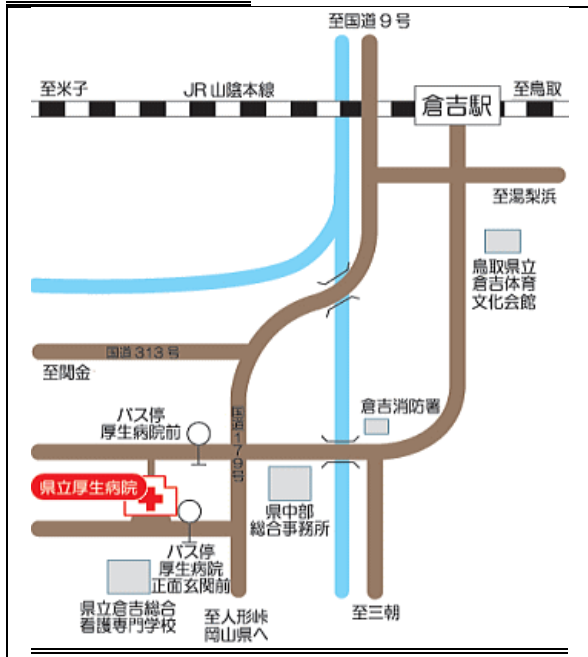 至国道9号
至米子
JR山陰本線
倉吉駅
至鳥取
至湯梨浜
鳥取県立
倉吉体育
文化会館
国道313号
至関金
バス停
厚生病院前
国道179号
倉吉消防署
県立厚生病院
県中部
総合事務所
バス停
厚生病院
正面玄関前
県立倉吉総合
看護専門学校
至人形峠
岡山県へ
至三朝